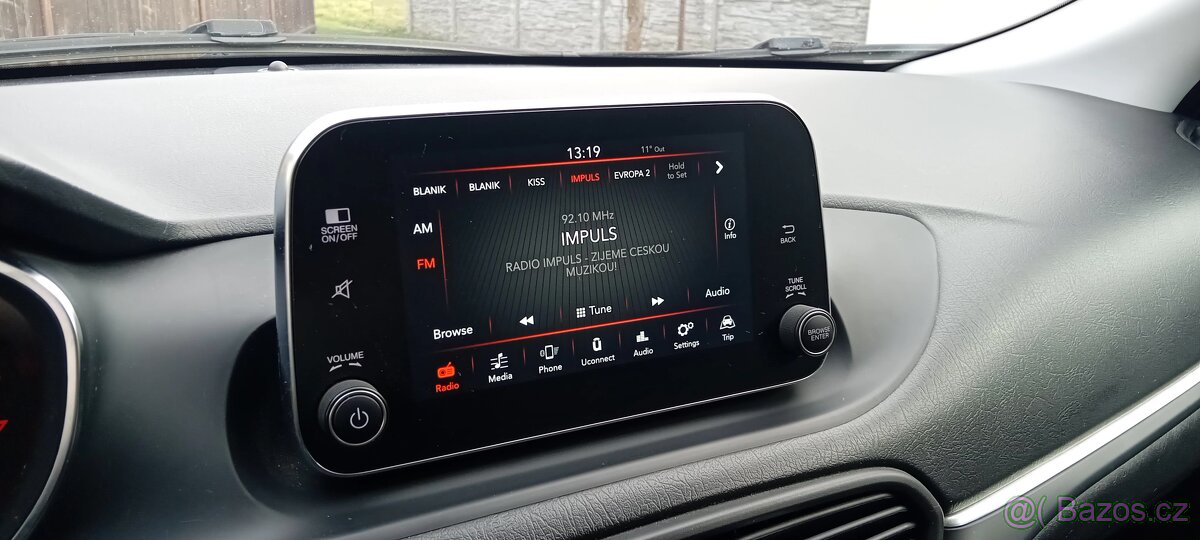 13:19 11° Out
BLANIK BLANIK KISS IMPULS EVROPA 2 Hold
to Set
SCREEN
ON/OFF
AM
FM
92.10 MHz
IMPULS
RADIO IMPULS - ZIJEME CESKOU
MUZIKOU!
Info
BACK
TUNE
SCROLL
BROWSE
ENTER
Browse Tune Audio
VOLUME
Radio Media Phone Uconnect Audio Settings Trip
@( Bazos.cz